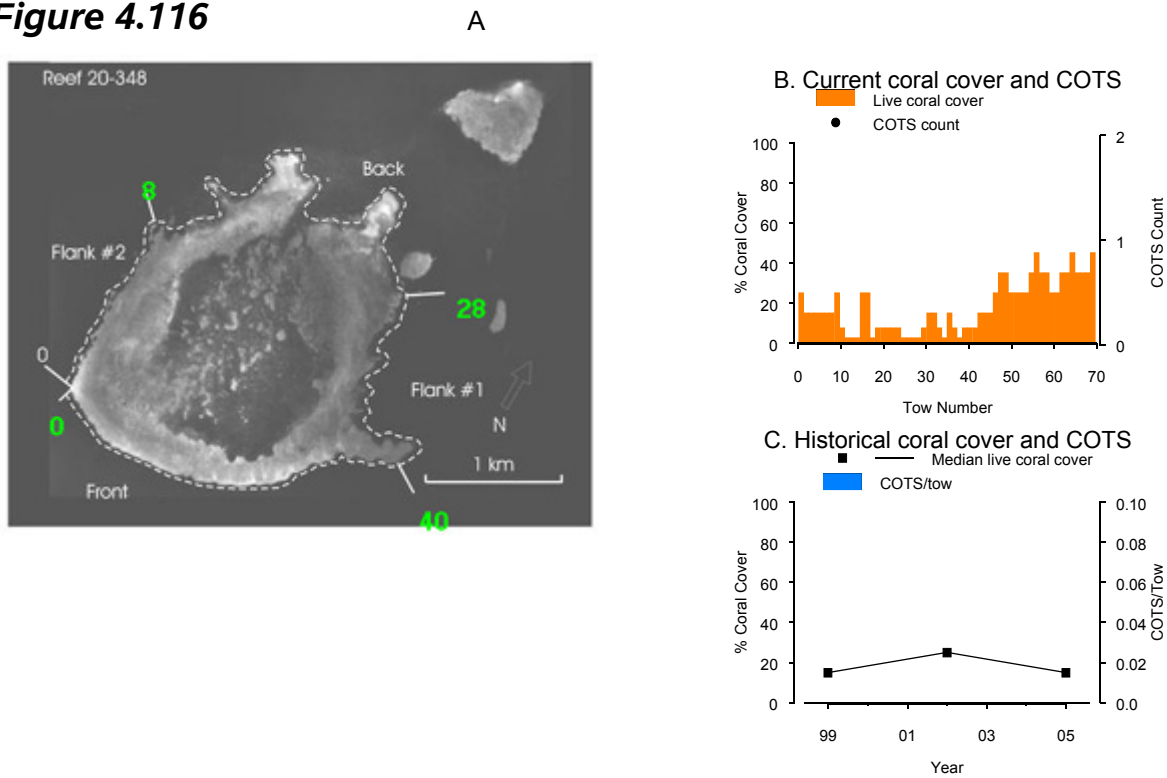 Figure 4.116
A
Reef 20-348
Back
8
Flank #2
28
0
Flank #1
0
N
1 km
Front
40
B. Current coral cover and COTS
Live coral cover
COTS count
100
80
60
40
20
0
% Coral Cover
2
1
0
COTS Count
0 10 20 30 40 50 60 70
Tow Number
C. Historical coral cover and COTS
Median live coral cover
COTS/tow
100
80
60
40
20
0
% Coral Cover
0.10
0.08
0.06
0.04
0.02
0.0
COTS/Tow
99 01 03 05
Year